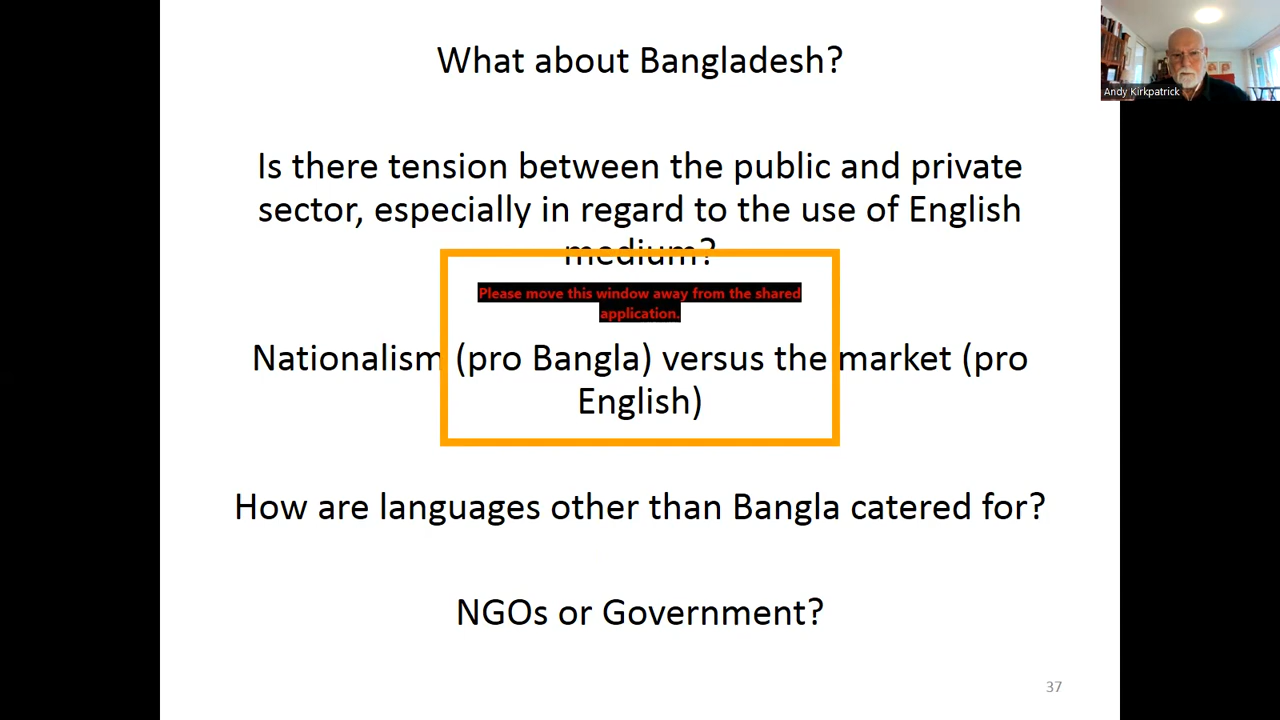 What about Bangladesh?
Andy Kirkpatrick
Is there tension between the public and private
sector, especially in regard to the use of English
medium?
Please move this window away from the shared
application.
Nationalism (pro Bangla) versus the market (pro
English)
How are languages other than Bangla catered for?
NGOs or Government?
37